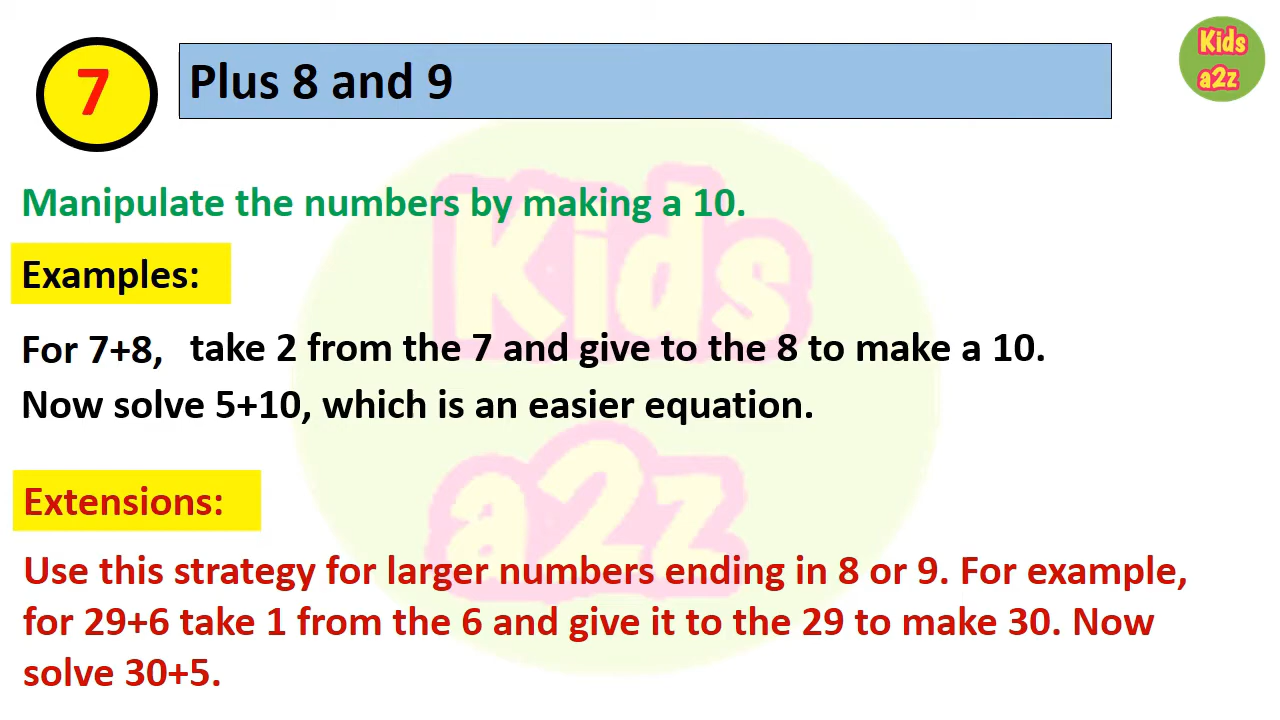 7
Plus 8 and 9
Kids
a2z
Manipulate the numbers by making a 10.
Examples:
For 7+8, take 2 from the 7 and give to the 8 to make a 10.
Now solve 5+10, which is an easier equation.
Extensions:
Use this strategy for larger numbers ending in 8 or 9. For example,
for 29+6 take 1 from the 6 and give it to the 29 to make 30. Now
solve 30+5.
Kids
a2z